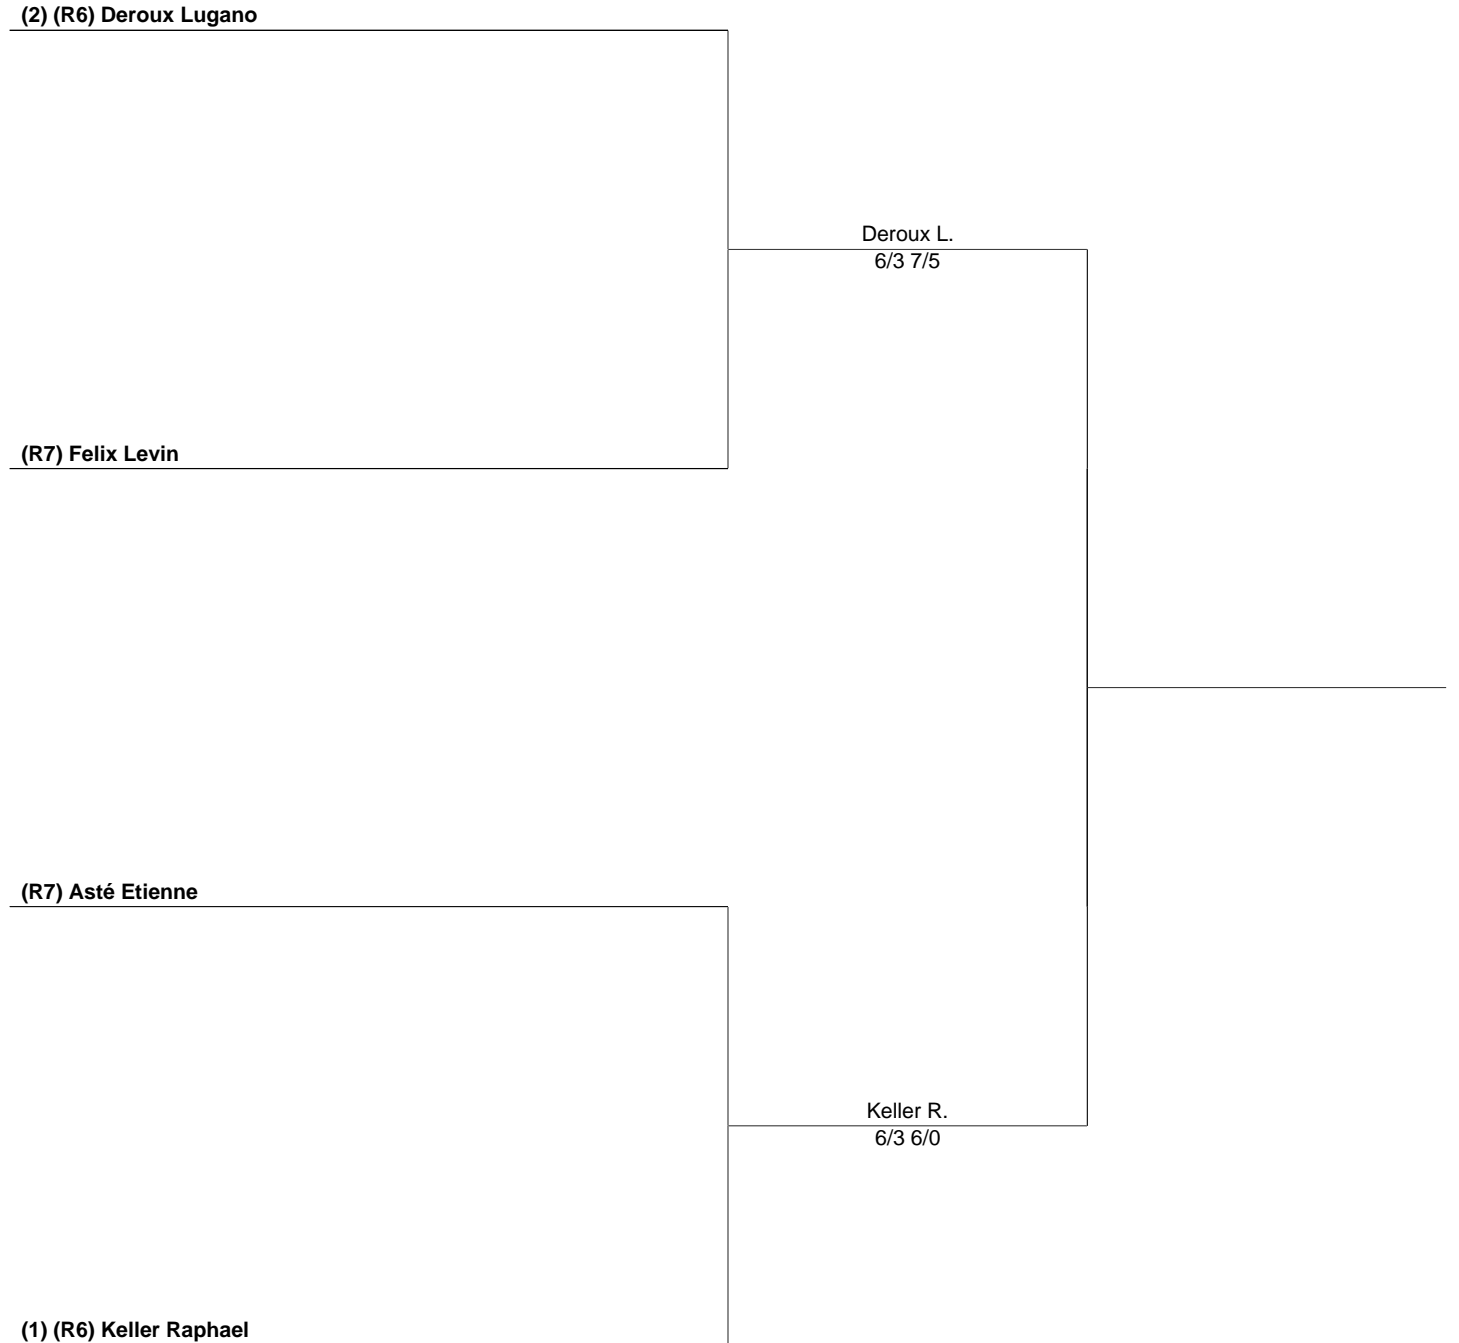 (2) (R6) Deroux Lugano
Deroux L.
6/3 7/5
(R7) Felix Levin
(R7) Asté Etienne
Keller R.
6/3 6/0
(1) (R6) Keller Raphael